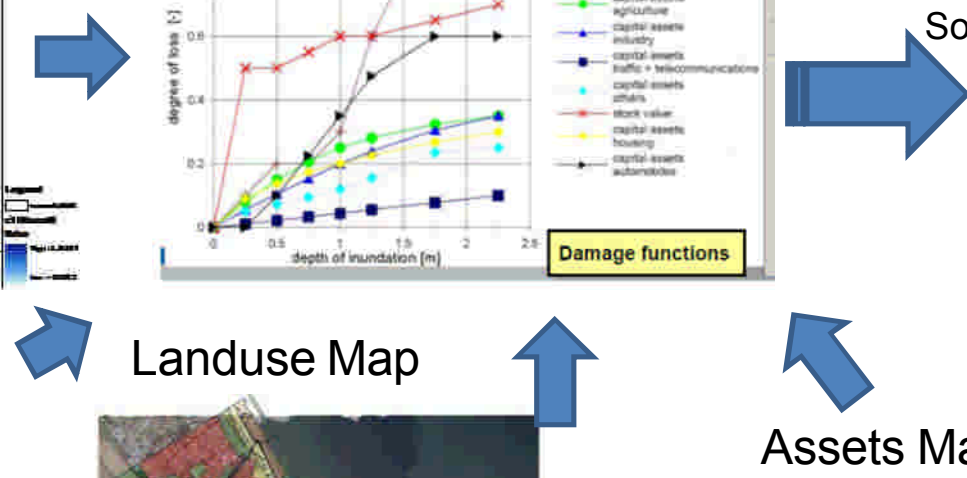 So
agriculture
capital assets
industry
capital assets
traffic + telecommunications
capital assets
others
stock value
capital assets
housing
capital assets
automobiles
degree of loss [-]
0.6
0.4
0.2
0
0
0.5
1
1.5
2
2.5
depth of inundation [m]
Damage functions
Legend
Landuse Map
Assets Ma